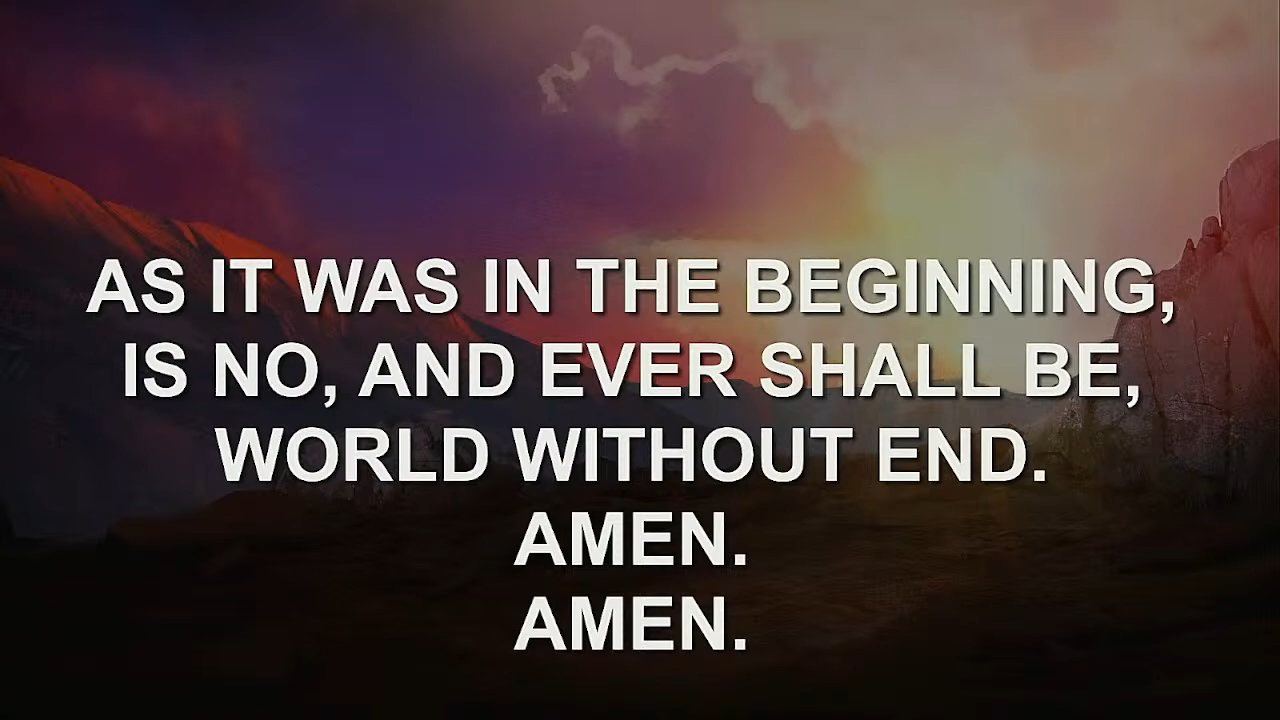 AS IT WAS IN THE BEGINNING,
IS NO, AND EVER SHALL BE,
WORLD WITHOUT END.
AMEN.
AMEN.